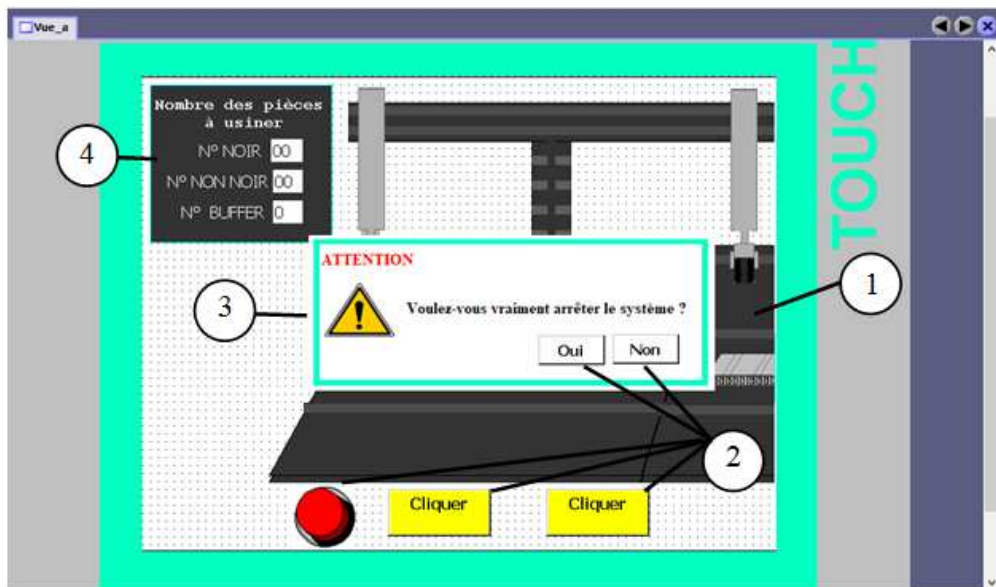 Vue_a
TOUCH
Nombre des pièces
à usiner
N° NOIR 00
N° NON NOIR 00
N° BUFFER 0
4
1
3
ATTENTION
Voulez-vous vraiment arrêter le système ?
Oui Non
2
Cliquer Cliquer